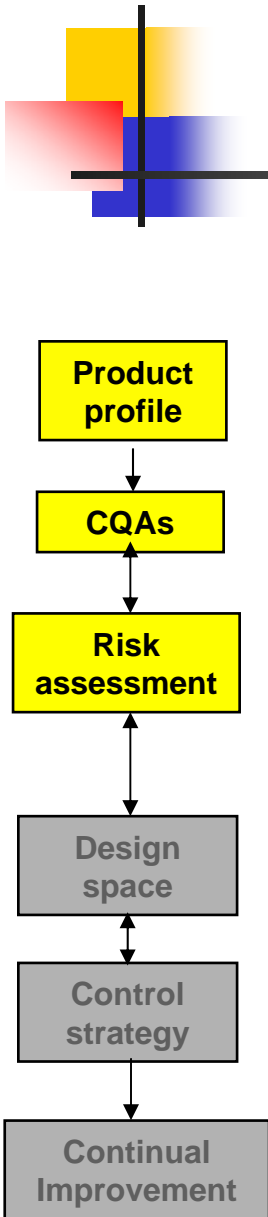 Product
profile
CQAs
Risk
assessment
Design
space
Control
strategy
Continual
Improvement